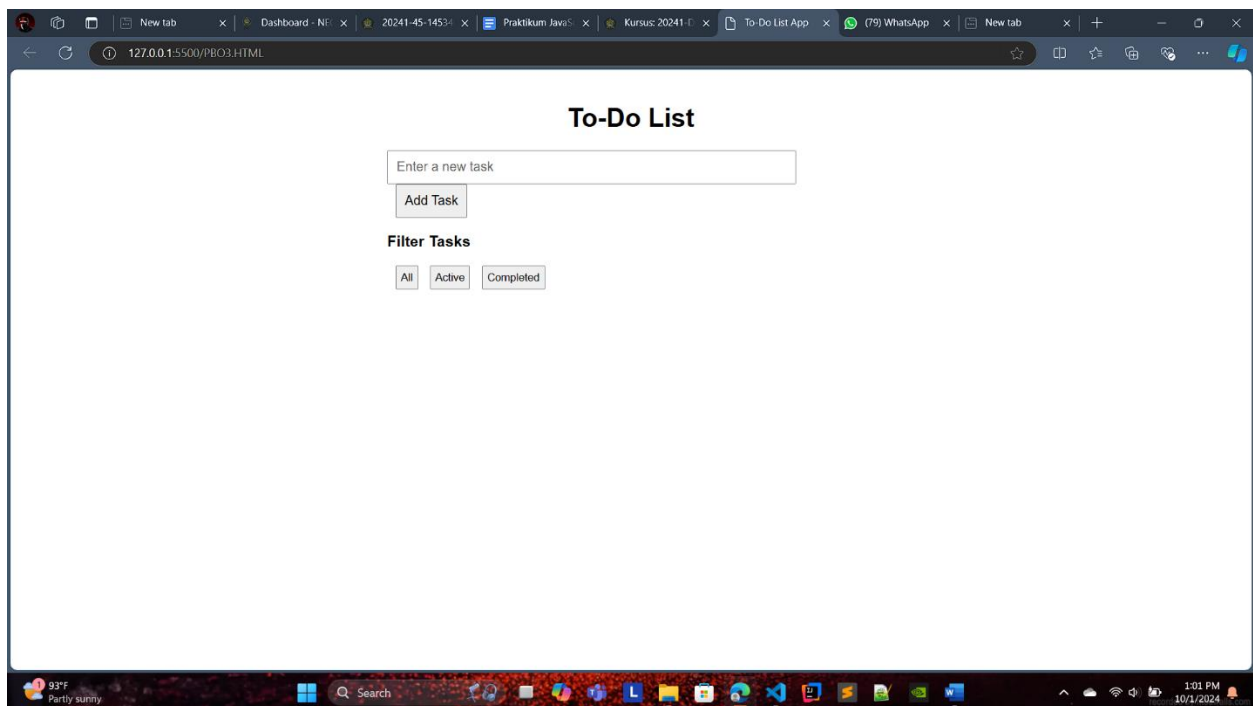 New tab
Dashboard - NE
20241-45-14534
Praktikum JavaS
Kursus: 20241-
To-Do List App
(79) WhatsApp
New tab
127.0.0.1:5500/PBO3.HTML
To-Do List
Enter a new task
Add Task
Filter Tasks
All Active Completed
1
93°F
Partly sunny
Search
L
1:01 PM
10/1/2024